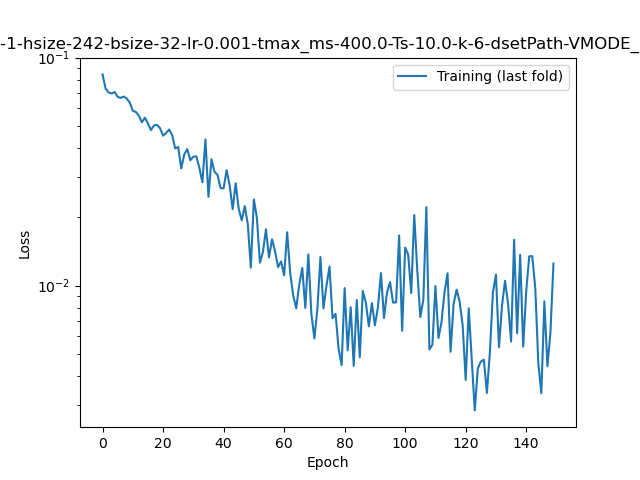 -1-hsize-242-bsize-32-lr-0.001-tmax_ms-400.0-Ts-10.0-k-6-dsetPath-VMODE_
Training (last fold)
10⁻¹
10⁻²
Loss
0 20 40 60 80 100 120 140
Epoch